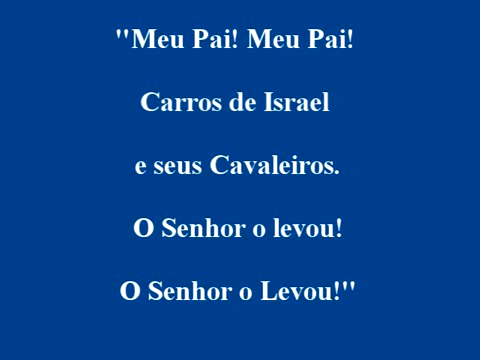 "Meu Pai! Meu Pai!
Carros de Israel
e seus Cavaleiros.
O Senhor o levou!
O Senhor o Levou!"